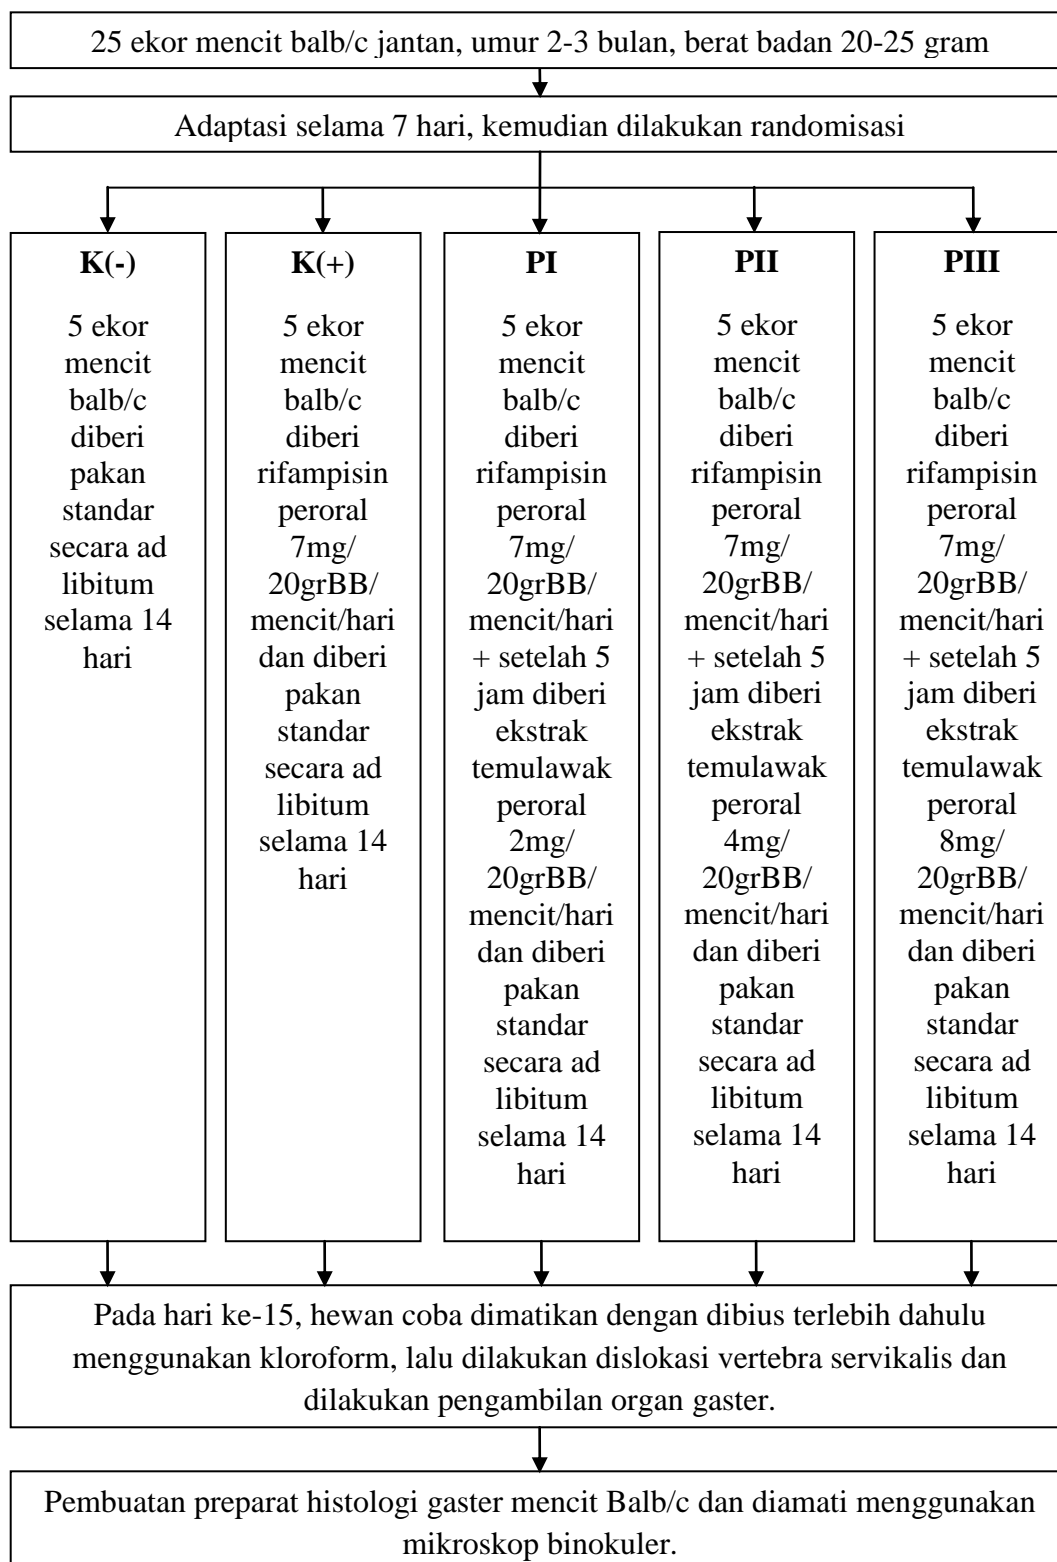 25 ekor mencit balb/c jantan, umur 2-3 bulan, berat badan 20-25 gram
Adaptasi selama 7 hari, kemudian dilakukan randomisasi
K(-)
5 ekor
mencit
balb/c
diberi
pakan
standar
secara ad
libitum
selama 14
hari
K(+)
5 ekor
mencit
balb/c
diberi
rifampisin
peroral
7mg/
20grBB/
mencit/hari
dan diberi
pakan
standar
secara ad
libitum
selama 14
hari
PI
5 ekor
mencit
balb/c
diberi
rifampisin
peroral
7mg/
20grBB/
mencit/hari
+ setelah 5
jam diberi
ekstrak
temulawak
peroral
2mg/
20grBB/
mencit/hari
dan diberi
pakan
standar
secara ad
libitum
selama 14
hari
PII
5 ekor
mencit
balb/c
diberi
rifampisin
peroral
7mg/
20grBB/
mencit/hari
+ setelah 5
jam diberi
ekstrak
temulawak
peroral
4mg/
20grBB/
mencit/hari
dan diberi
pakan
standar
secara ad
libitum
selama 14
hari
PIII
5 ekor
mencit
balb/c
diberi
rifampisin
peroral
7mg/
20grBB/
mencit/hari
+ setelah 5
jam diberi
ekstrak
temulawak
peroral
8mg/
20grBB/
mencit/hari
dan diberi
pakan
standar
secara ad
libitum
selama 14
hari
Pada hari ke-15, hewan coba dimatikan dengan dibius terlebih dahulu
menggunakan kloroform, lalu dilakukan dislokasi vertebra servikalis dan
dilakukan pengambilan organ gaster.
Pembuatan preparat histologi gaster mencit Balb/c dan diamati menggunakan
mikroskop binokuler.